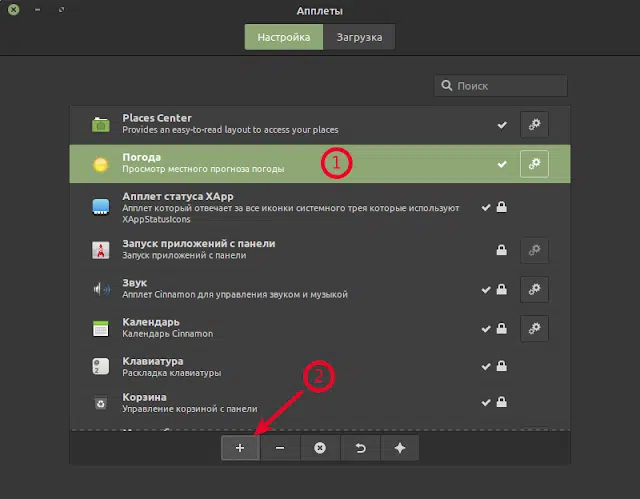 Апплеты
Настройка
Загрузка
Поиск
Places Center
Provides an easy-to-read layout to access your places
Погода
Просмотр местного прогноза погоды
1
Апплет статуса XApp
Апплет который отвечает за все иконки системного трея которые используют
XAppStatusIcons
Запуск приложений с панели
Запуск приложений с панели
Звук
Апплет Cinnamon для управления звуком и музыкой
Календарь
Календарь Cinnamon
Клавиатура
Раскладка клавиатуры
2
Корзина
Управление корзиной с панели